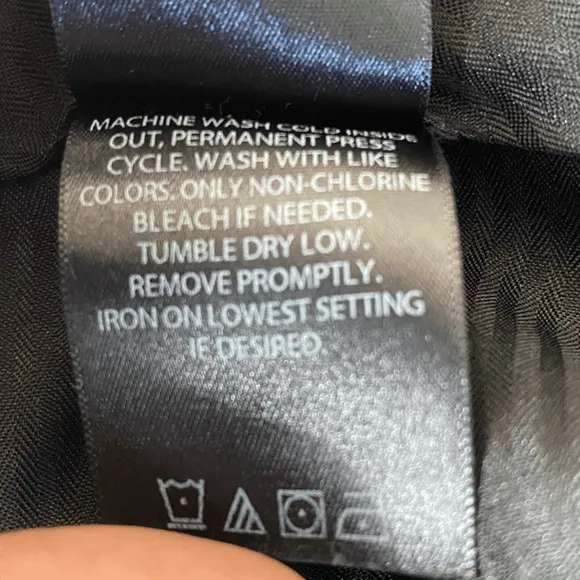 MACHINE WASH COLD INSIDE
OUT, PERMANENT PRESS
CYCLE. WASH WITH LIKE
COLORS. ONLY NON-CHLORINE
BLEACH IF NEEDED.
TUMBLE DRY LOW.
REMOVE PROMPTLY.
IRON ON LOWEST SETTING
IF DESIRED.